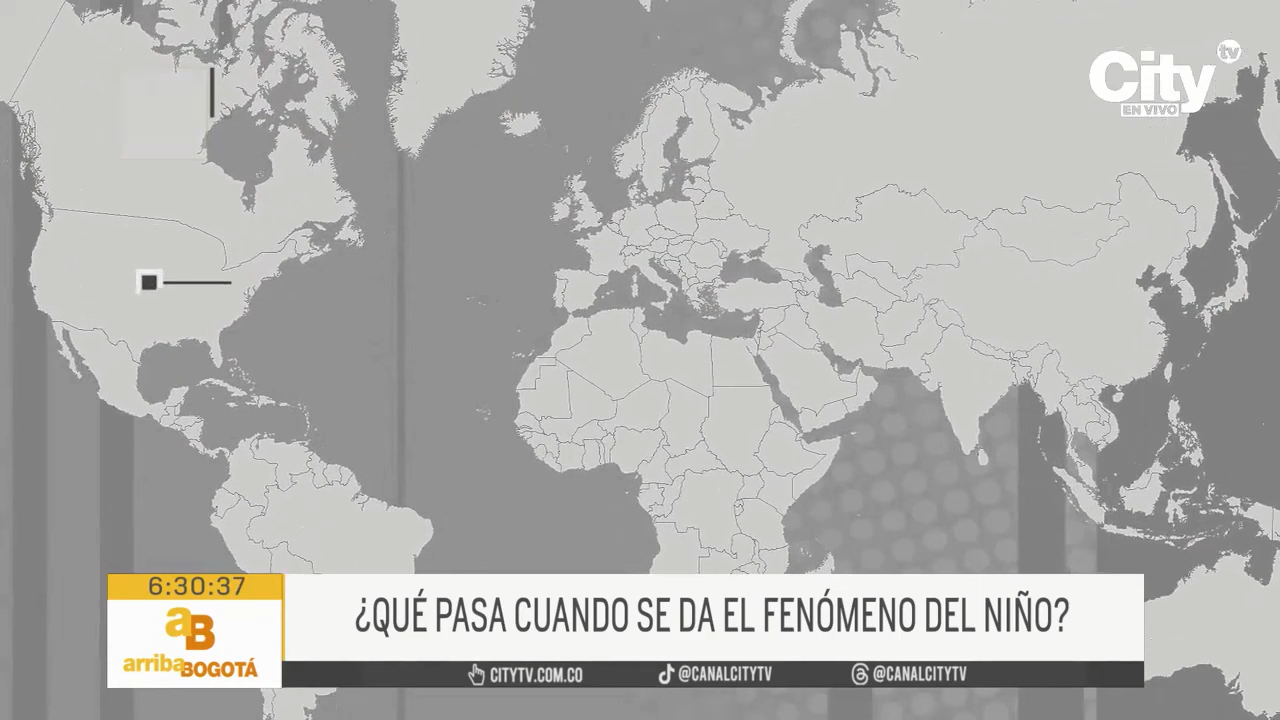 City tv
EN VIVO
6:30:37
aB
arriba BOGOTÁ
¿QUÉ PASA CUANDO SE DA EL FENÓMENO DEL NIÑO?
CITYTV.COM.CO
@CANALCITYTV
@CANALCITYTV